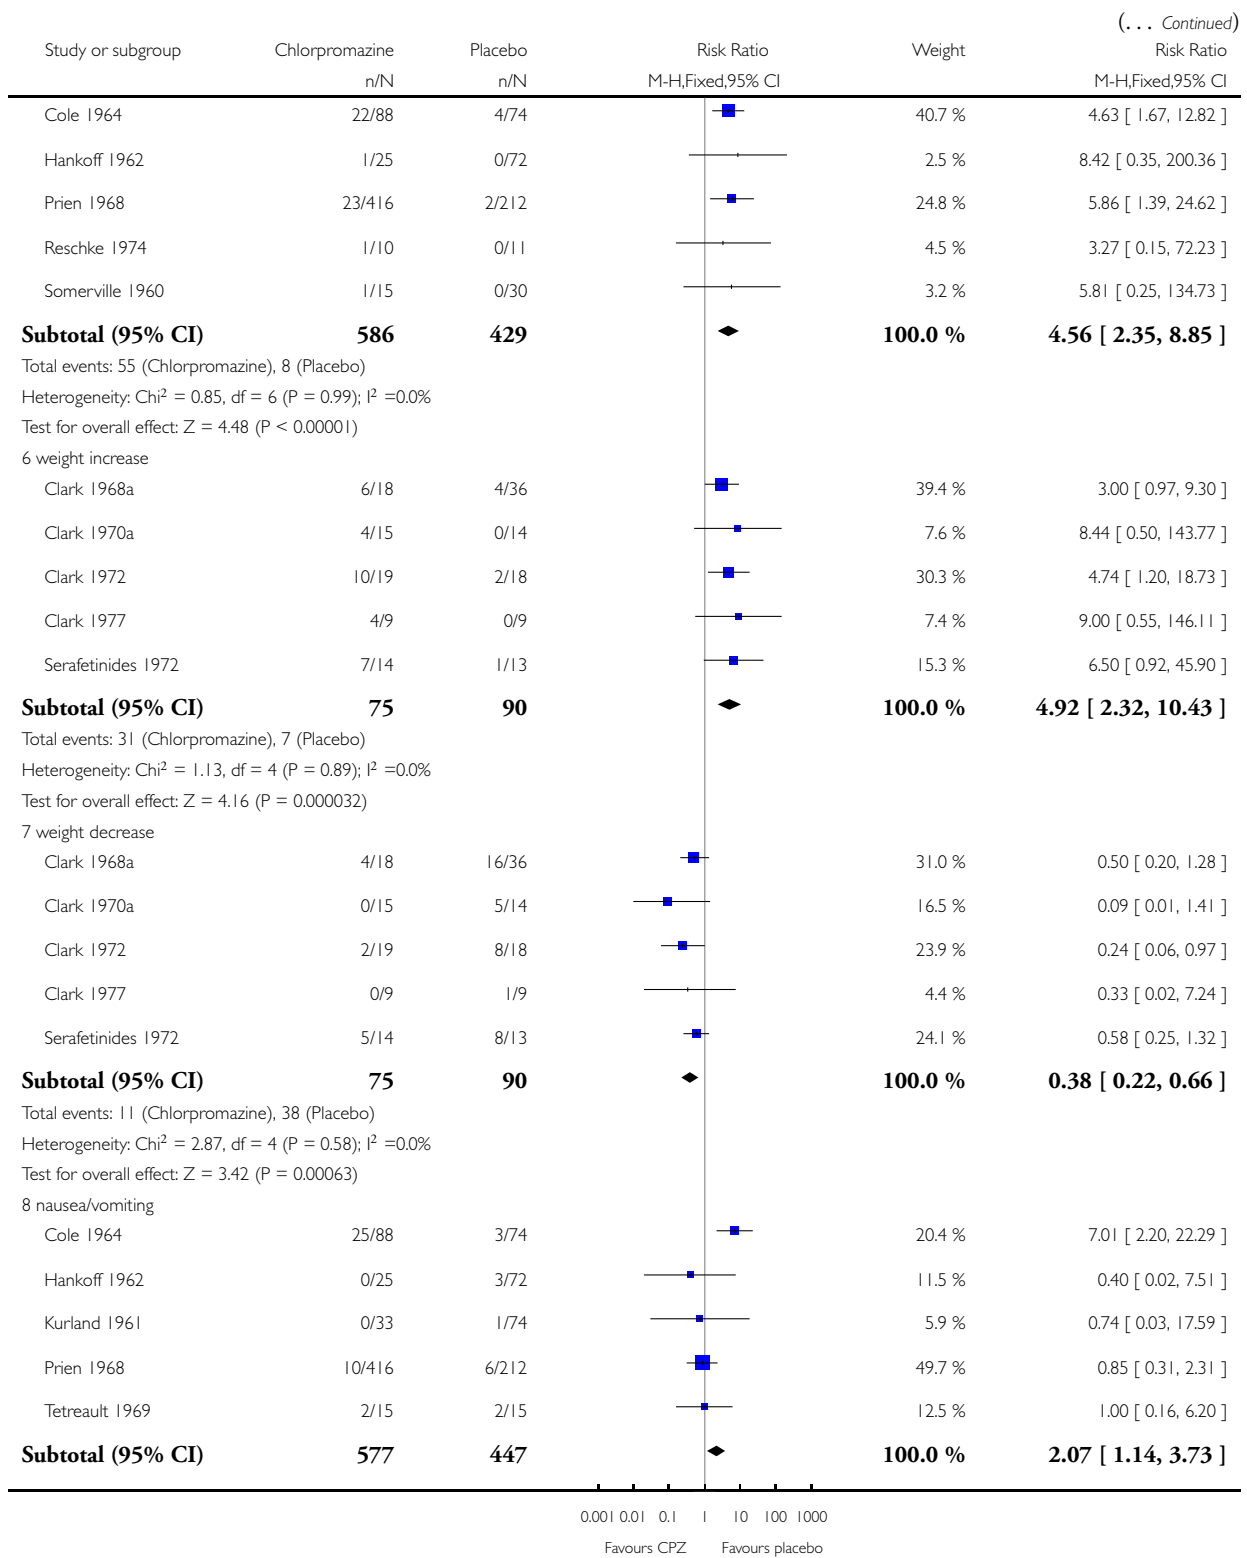 (... Continued)
Study or subgroup Chlorpromazine Placebo Risk Ratio Weight Risk Ratio
n/N n/N M-H,Fixed,95% CI M-H,Fixed,95% CI
Cole 1964 22/88 4/74 40.7 % 4.63 [ 1.67, 12.82 ]
Hankoff 1962 1/25 0/72 2.5 % 8.42 [ 0.35, 200.36 ]
Prien 1968 23/416 2/212 24.8 % 5.86 [ 1.39, 24.62 ]
Reschke 1974 1/10 0/11 4.5 % 3.27 [ 0.15, 72.23 ]
Somerville 1960 1/15 0/30 3.2 % 5.81 [ 0.25, 134.73 ]
Subtotal (95% CI) 586 429 100.0 % 4.56 [ 2.35, 8.85 ]
Total events: 55 (Chlorpromazine), 8 (Placebo)
Heterogeneity: Chi² = 0.85, df = 6 (P = 0.99); I² =0.0%
Test for overall effect: Z = 4.48 (P < 0.00001)
6 weight increase
Clark 1968a 6/18 4/36 39.4 % 3.00 [ 0.97, 9.30 ]
Clark 1970a 4/15 0/14 7.6 % 8.44 [ 0.50, 143.77 ]
Clark 1972 10/19 2/18 30.3 % 4.74 [ 1.20, 18.73 ]
Clark 1977 4/9 0/9 7.4 % 9.00 [ 0.55, 146.11 ]
Serafetinides 1972 7/14 1/13 15.3 % 6.50 [ 0.92, 45.90 ]
Subtotal (95% CI) 75 90 100.0 % 4.92 [ 2.32, 10.43 ]
Total events: 31 (Chlorpromazine), 7 (Placebo)
Heterogeneity: Chi² = 1.13, df = 4 (P = 0.89); I² =0.0%
Test for overall effect: Z = 4.16 (P = 0.000032)
7 weight decrease
Clark 1968a 4/18 16/36 31.0 % 0.50 [ 0.20, 1.28 ]
Clark 1970a 0/15 5/14 16.5 % 0.09 [ 0.01, 1.41 ]
Clark 1972 2/19 8/18 23.9 % 0.24 [ 0.06, 0.97 ]
Clark 1977 0/9 1/9 4.4 % 0.33 [ 0.02, 7.24 ]
Serafetinides 1972 5/14 8/13 24.1 % 0.58 [ 0.25, 1.32 ]
Subtotal (95% CI) 75 90 100.0 % 0.38 [ 0.22, 0.66 ]
Total events: 11 (Chlorpromazine), 38 (Placebo)
Heterogeneity: Chi² = 2.87, df = 4 (P = 0.58); I² =0.0%
Test for overall effect: Z = 3.42 (P = 0.00063)
8 nausea/vomiting
Cole 1964 25/88 3/74 20.4 % 7.01 [ 2.20, 22.29 ]
Hankoff 1962 0/25 3/72 11.5 % 0.40 [ 0.02, 7.51 ]
Kurland 1961 0/33 1/74 5.9 % 0.74 [ 0.03, 17.59 ]
Prien 1968 10/416 6/212 49.7 % 0.85 [ 0.31, 2.31 ]
Tetreault 1969 2/15 2/15 12.5 % 1.00 [ 0.16, 6.20 ]
Subtotal (95% CI) 577 447 100.0 % 2.07 [ 1.14, 3.73 ]
0.001 0.01 0.1 1 10 100 1000
Favours CPZ Favours placebo